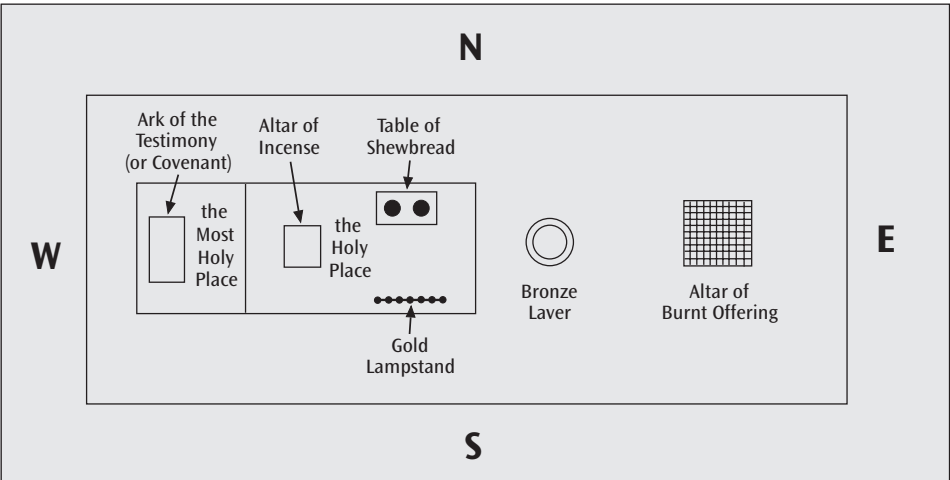 N
Ark of the
Testimony
(or Covenant)
Altar of
Incense
Table of
Shewbread
W
the
Most
Holy
Place
the
Holy
Place
E
Bronze
Laver
Altar of
Burnt Offering
Gold
Lampstand
S